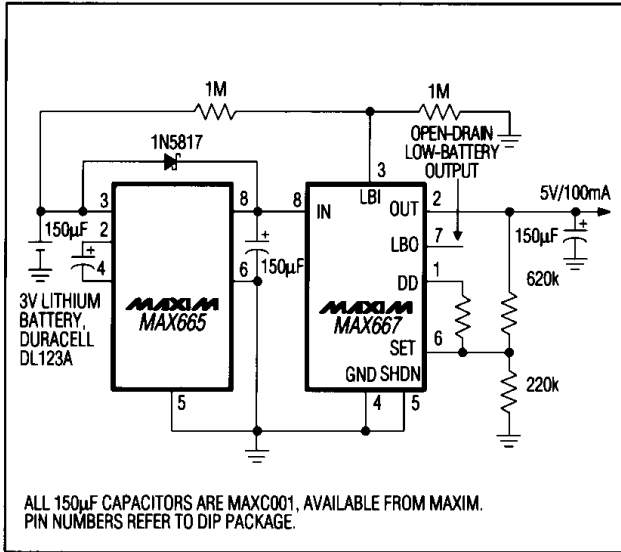 1M
1M
1N5817
OPEN-DRAIN
LOW-BATTERY
OUTPUT
3
LBI
3
8
8
IN
OUT
2
5V/100mA
150µF
2
4
+
+
150µF
6
LBO
7
+
150µF
DD
1
620k
3V LITHIUM
BATTERY,
DURACELL
DL123A
MAXIM
MAX665
MAXIM
MAX667
SET
6
GND
SHDN
220k
5
4
5
ALL 150µF CAPACITORS ARE MAXC001, AVAILABLE FROM MAXIM.
PIN NUMBERS REFER TO DIP PACKAGE.